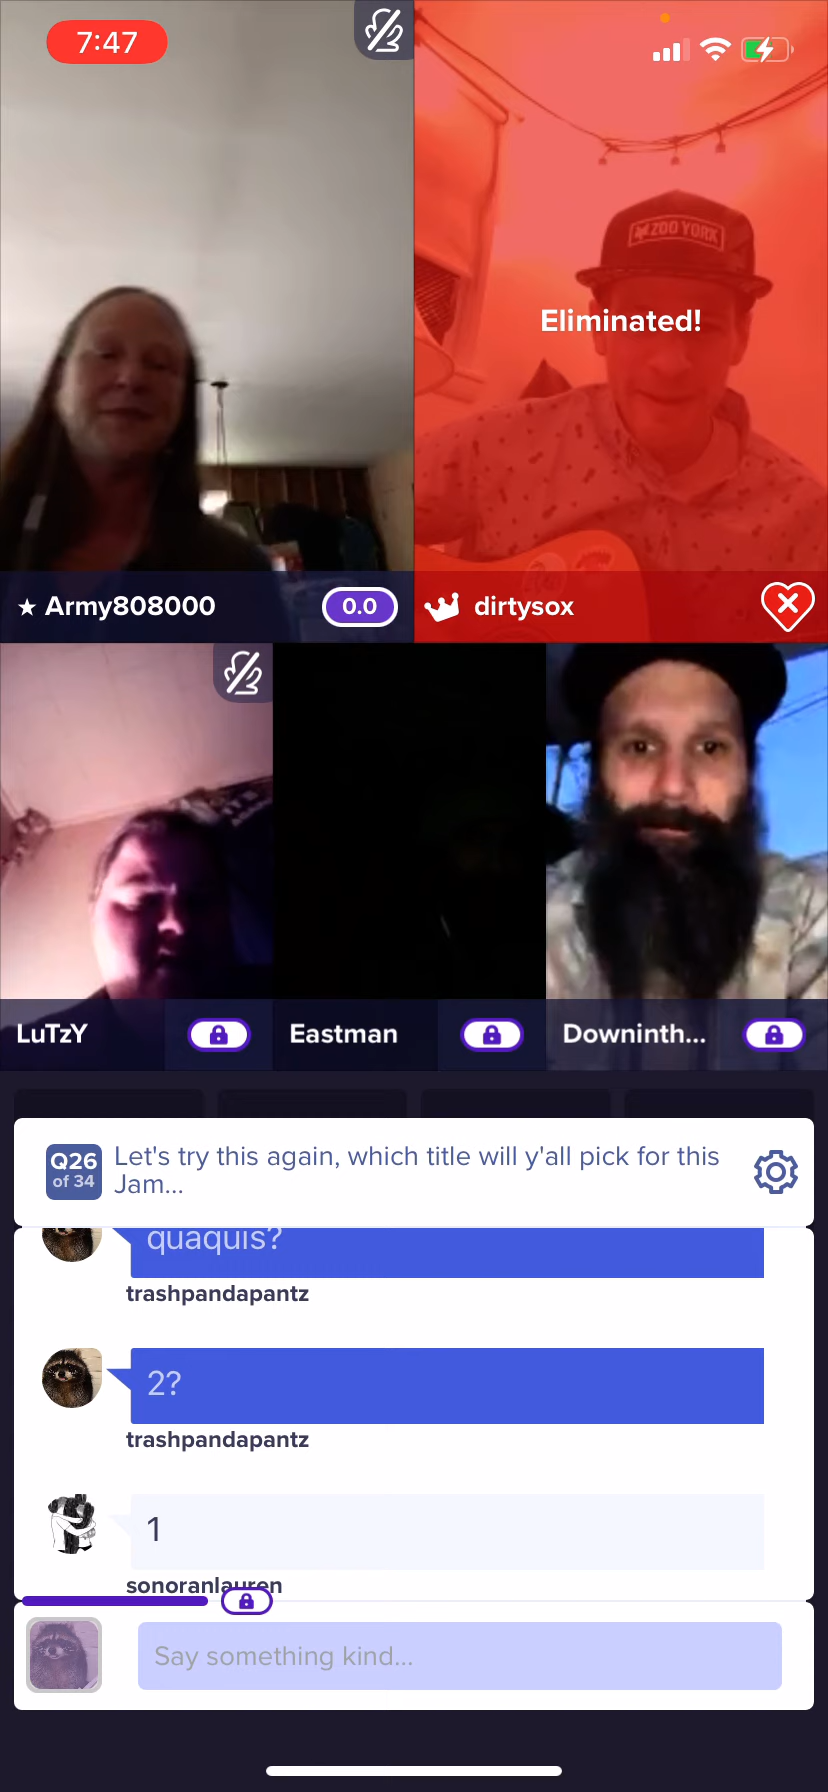 7:47
ZOO YORK
Eliminated!
★ Army808000
0.0
dirtysox
LuTzY
Eastman
Downinth...
Q26
of 34
Let's try this again, which title will y'all pick for this
Jam...
quaquis?
trashpandapantz
2?
trashpandapantz
1
sonoranlauren
Say something kind...